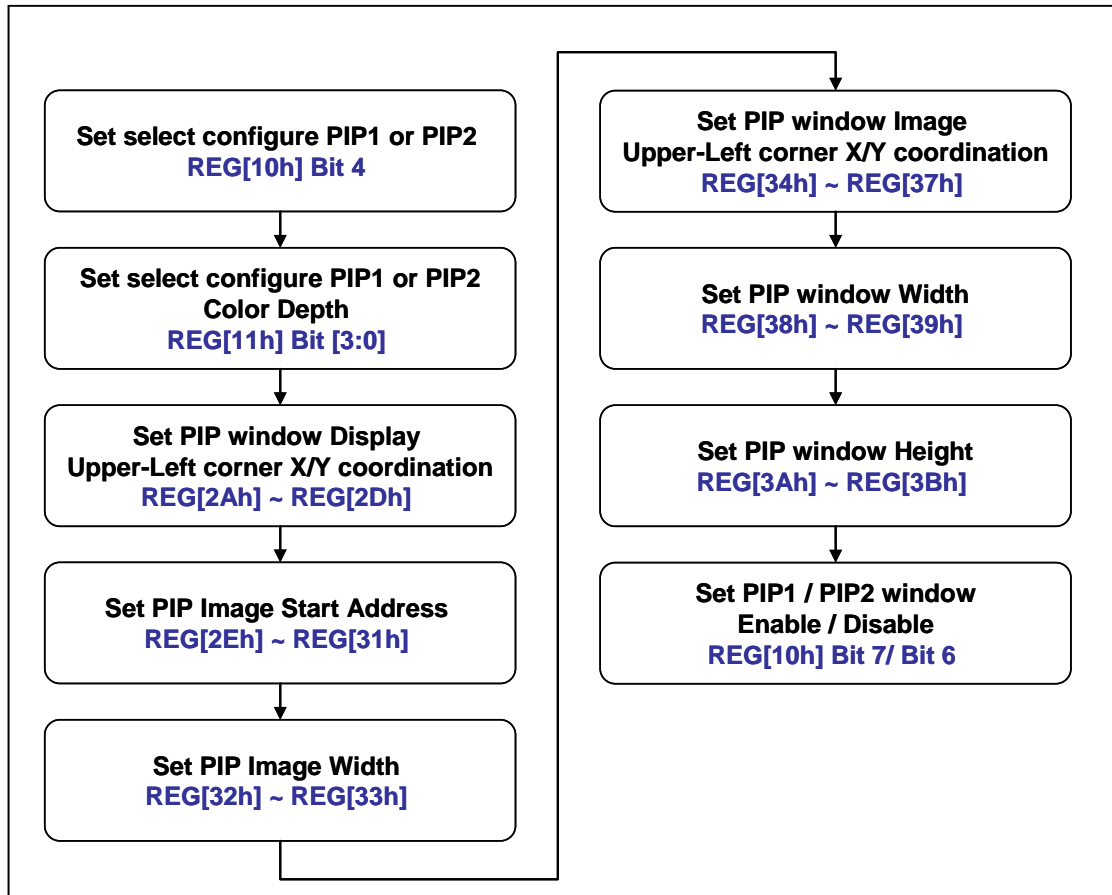 Set select configure PIP1 or PIP2
REG[10h] Bit 4
Set select configure PIP1 or PIP2
Color Depth
REG[11h] Bit [3:0]
Set PIP window Display
Upper-Left corner X/Y coordination
REG[2Ah] ~ REG[2Dh]
Set PIP Image Start Address
REG[2Eh] ~ REG[31h]
Set PIP Image Width
REG[32h] ~ REG[33h]
Set PIP window Image
Upper-Left corner X/Y coordination
REG[34h] ~ REG[37h]
Set PIP window Width
REG[38h] ~ REG[39h]
Set PIP window Height
REG[3Ah] ~ REG[3Bh]
Set PIP1 / PIP2 window
Enable / Disable
REG[10h] Bit 7/ Bit 6